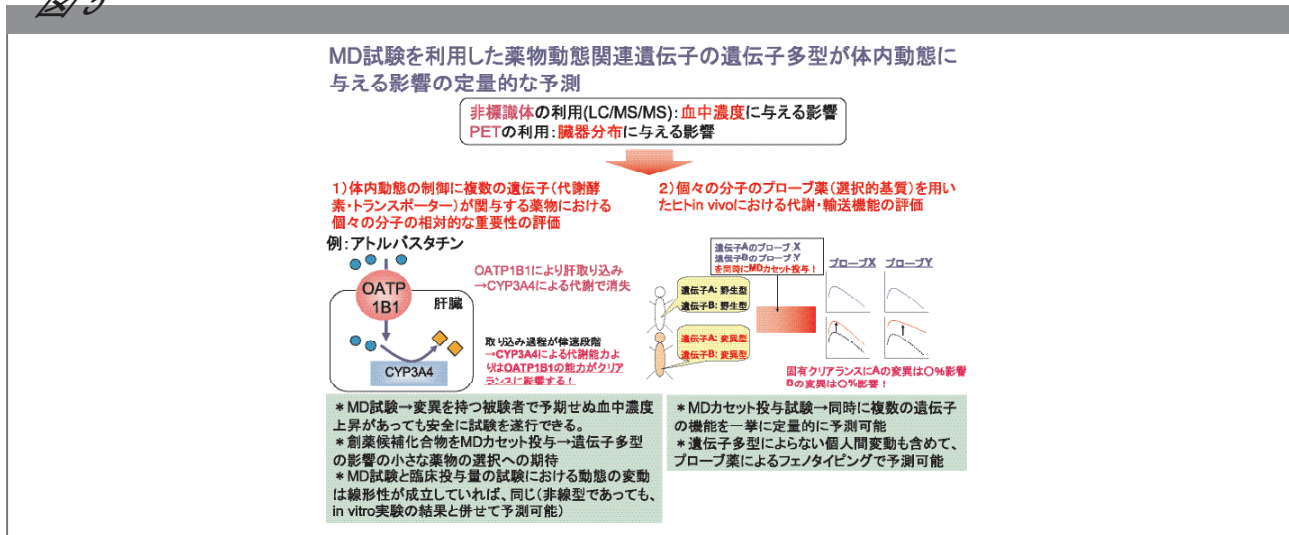 図5
MD試験を利用した薬物動態関連遺伝子の遺伝子多型が体内動態に
与える影響の定量的な予測
非標識体の利用(LC/MS/MS):血中濃度に与える影響
PETの利用:臓器分布に与える影響
1)体内動態の制御に複数の遺伝子(代謝酵
素・トランスポーター)が関与する薬物における
個々の分子の相対的な重要性の評価
例:アトルバスタチン
OATP
1B1
肝臓
CYP3A4
OATP1B1により肝取り込み
→CYP3A4による代謝で消失
取り込み過程が律速段階
→CYP3A4による代謝能力よ
りはOATP1B1の能力がクリア
ランスに影響する!
*MD試験→変異を持つ被験者で予期せぬ血中濃度
上昇があっても安全に試験を遂行できる。
*創薬候補化合物をMDカセット投与→遺伝子多型
の影響の小さな薬物の選択への期待
*MD試験と臨床投与量の試験における動態の変動
は線形性が成立していれば、同じ(非線型であっても、
in vitro実験の結果と併せて予測可能)
2)個々の分子のプローブ薬(選択的基質)を用い
たヒトin vivoにおける代謝・輸送機能の評価
遺伝子Aのプローブ:X
遺伝子Bのプローブ:Y
を同時にMDカセット投与!
プローブX プローブY
遺伝子A: 野生型
遺伝子B: 野生型
遺伝子A: 変異型
遺伝子B: 変異型
固有クリアランスにAの変異は〇%影響
Bの変異は〇%影響!
*MDカセット投与試験→同時に複数の遺伝子
の機能を一挙に定量的に予測可能
*遺伝子多型によらない個人間変動も含めて、
プローブ薬によるフェノタイピングで予測可能